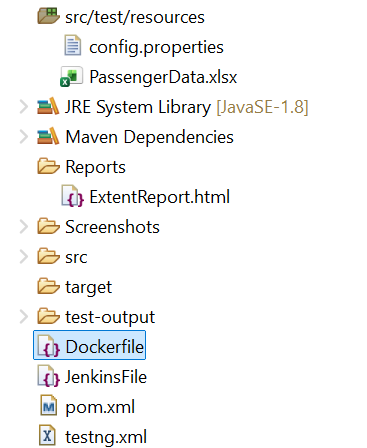 src/test/resources
config.properties
PassengerData.xlsx
JRE System Library [JavaSE-1.8]
Maven Dependencies
Reports
ExtentReport.html
Screenshots
src
target
test-output
Dockerfile
JenkinsFile
pom.xml
testng.xml